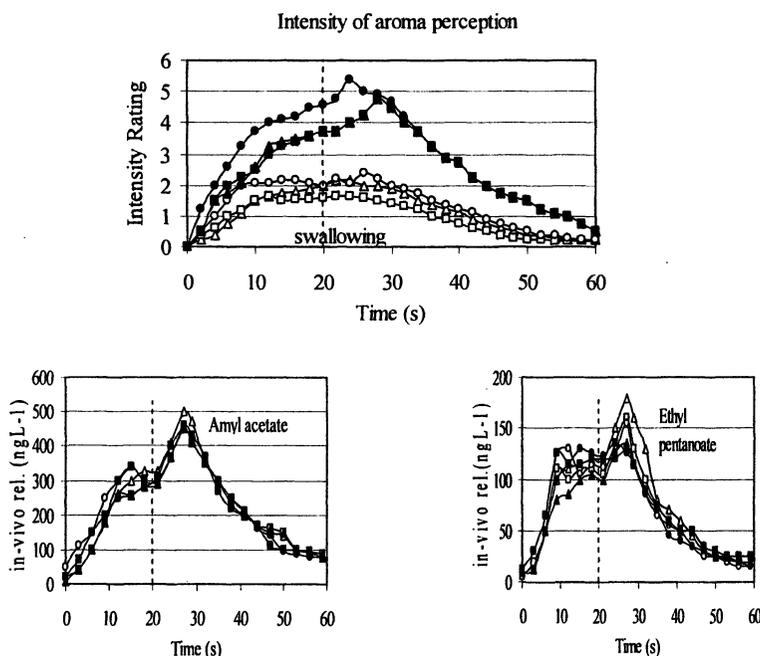 Intensity of aroma perception
Intensity Rating
6
5
4
3
2
1
0
swallowing
0 10 20 30 40 50 60
Time (s)
in-vivo rel. (ngL-1)
600
500
400
300
200
100
0
Amyl acetate
0 10 20 30 40 50 60
Time (s)
in-vivo rel.(ngL-1)
200
150
100
50
0
Ethyl
pentanoate
0 10 20 30 40 50 60
Time (s)